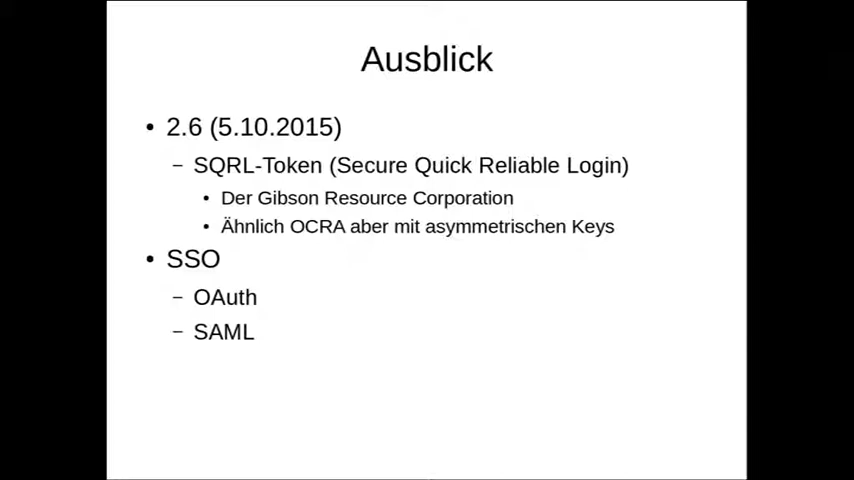 Ausblick
• 2.6 (5.10.2015)
– SQRL-Token (Secure Quick Reliable Login)
• Der Gibson Resource Corporation
• Ähnlich OCRA aber mit asymmetrischen Keys
• SSO
– OAuth
– SAML